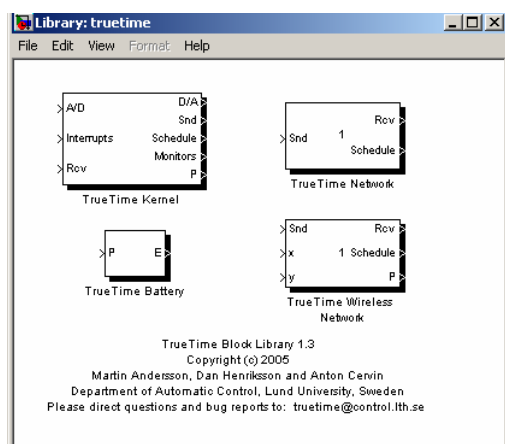 Library: truetime
File Edit View Format Help
A/D
Interrupts
Rcv
D/A
Snd
Schedule
Monitors
P
TrueTime Kernel
Snd
1
Rcv
Schedule
TrueTime Network
P
E
TrueTime Battery
Snd
x
y
1
Rcv
Schedule
P
TrueTime Wireless
Network
TrueTime Block Library 1.3
Copyright (c) 2005
Martin Andersson, Dan Henriksson and Anton Cervin
Department of Automatic Control, Lund University, Sweden
Please direct questions and bug reports to: truetime@control.lth.se